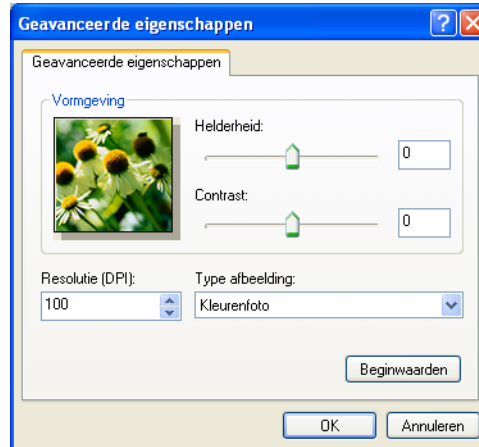 Geavanceerde eigenschappen
Geavanceerde eigenschappen
Vormgeving
Helderheid:
0
Contrast:
0
Resolutie (DPI):
Type afbeelding:
100
Kleurenfoto
Beginwaarden
OK
Annuleren